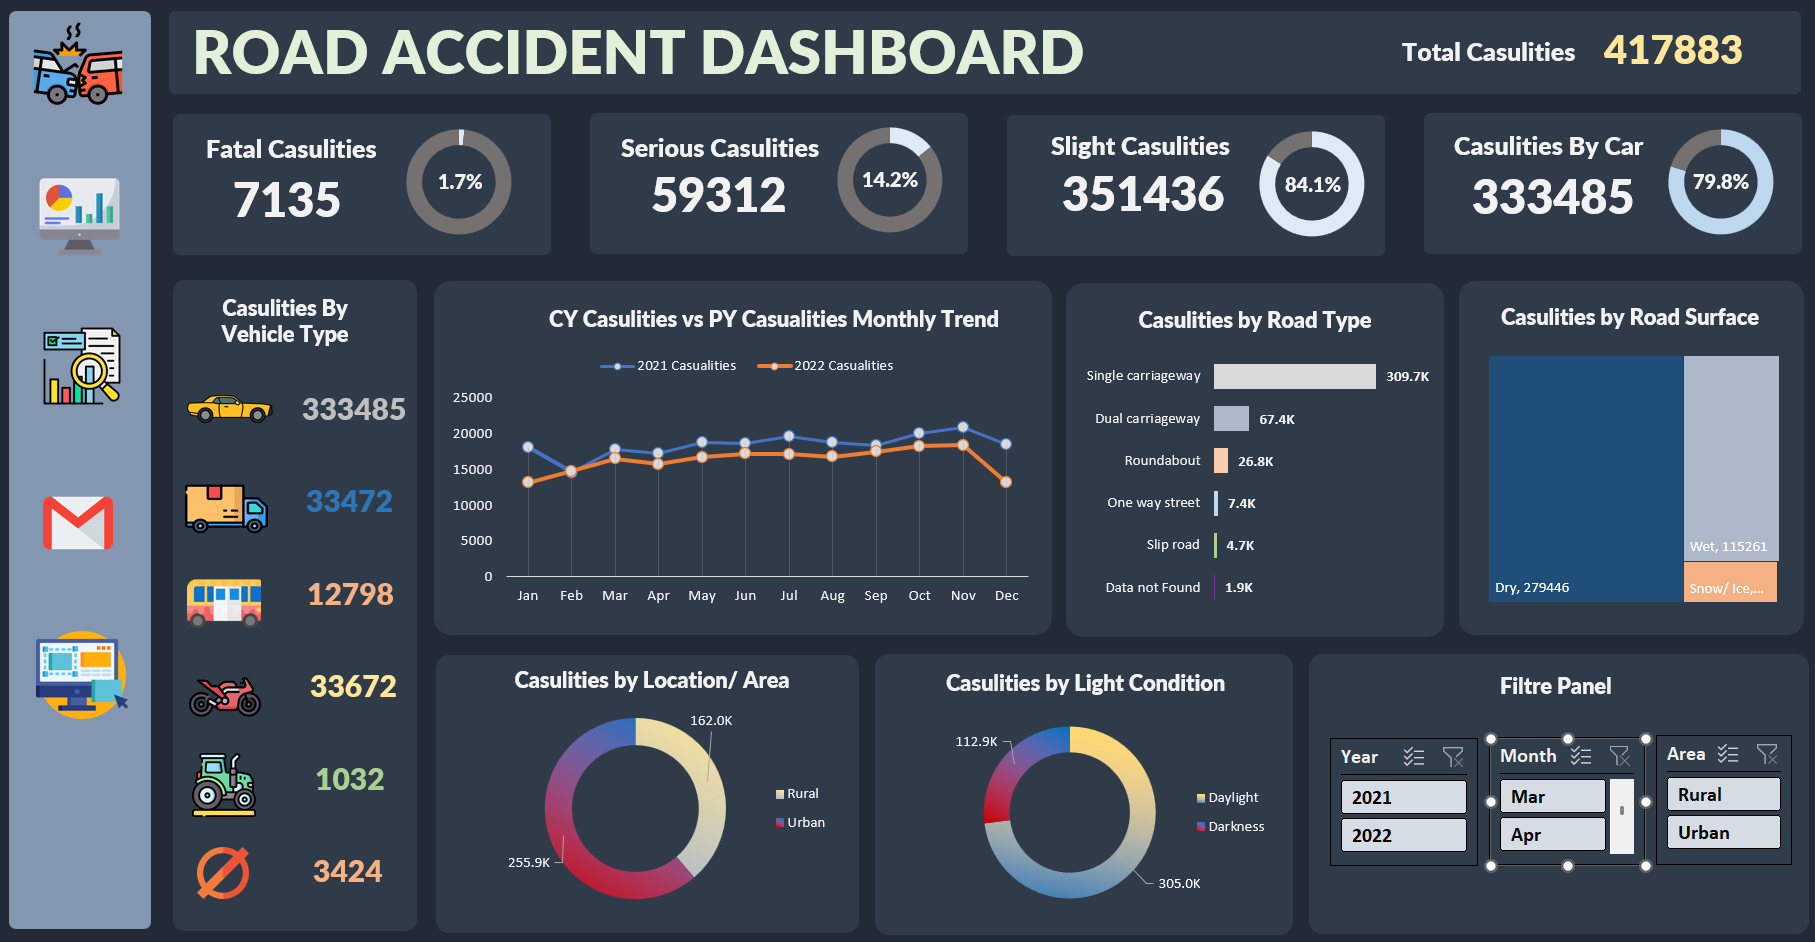 ROAD ACCIDENT DASHBOARD
Total Casulities 417883
Fatal Casulities
7135
1.7%
Serious Casulities
59312
14.2%
Slight Casulities
351436
84.1%
Casulities By Car
333485
79.8%
Casulities By
Vehicle Type
333485
33472
12798
33672
1032
3424
CY Casulities vs PY Casualities Monthly Trend
2021 Casualities 2022 Casualities
25000
20000
15000
10000
5000
0
Jan Feb Mar Apr May Jun Jul Aug Sep Oct Nov Dec
Casulities by Road Type
Single carriageway 309.7K
Dual carriageway 67.4K
Roundabout 26.8K
One way street 7.4K
Slip road 4.7K
Data not Found 1.9K
Casulities by Road Surface
Dry, 279446
Wet, 115261
Snow/ Ice,...
Casulities by Location/ Area
162.0K
255.9K
Rural
Urban
Casulities by Light Condition
112.9K
305.0K
Daylight
Darkness
Filtre Panel
Year
2021
2022
Month
Mar
Apr
Area
Rural
Urban